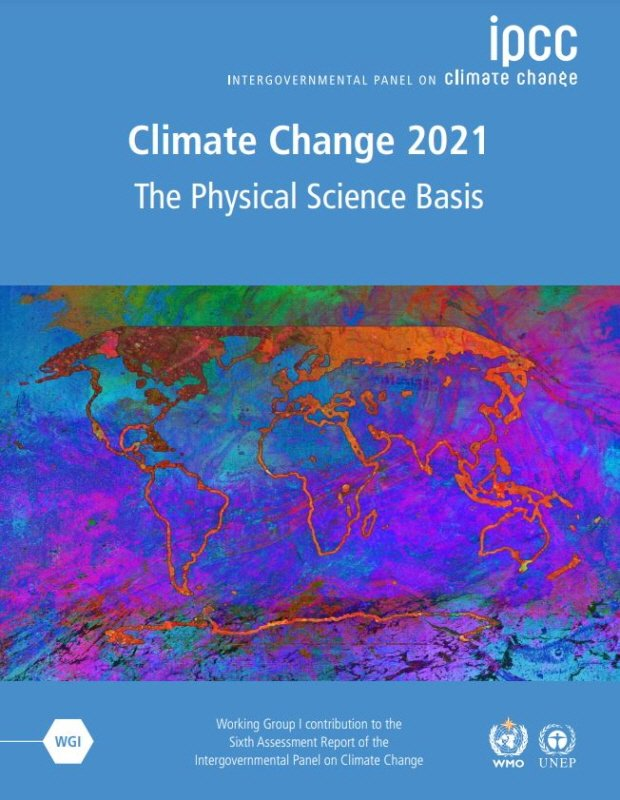 ipcc
INTERGOVERNMENTAL PANEL ON climate change
Climate Change 2021
The Physical Science Basis
WGI
Working Group I contribution to the
Sixth Assessment Report of the
Intergovernmental Panel on Climate Change
WMO
UNEP